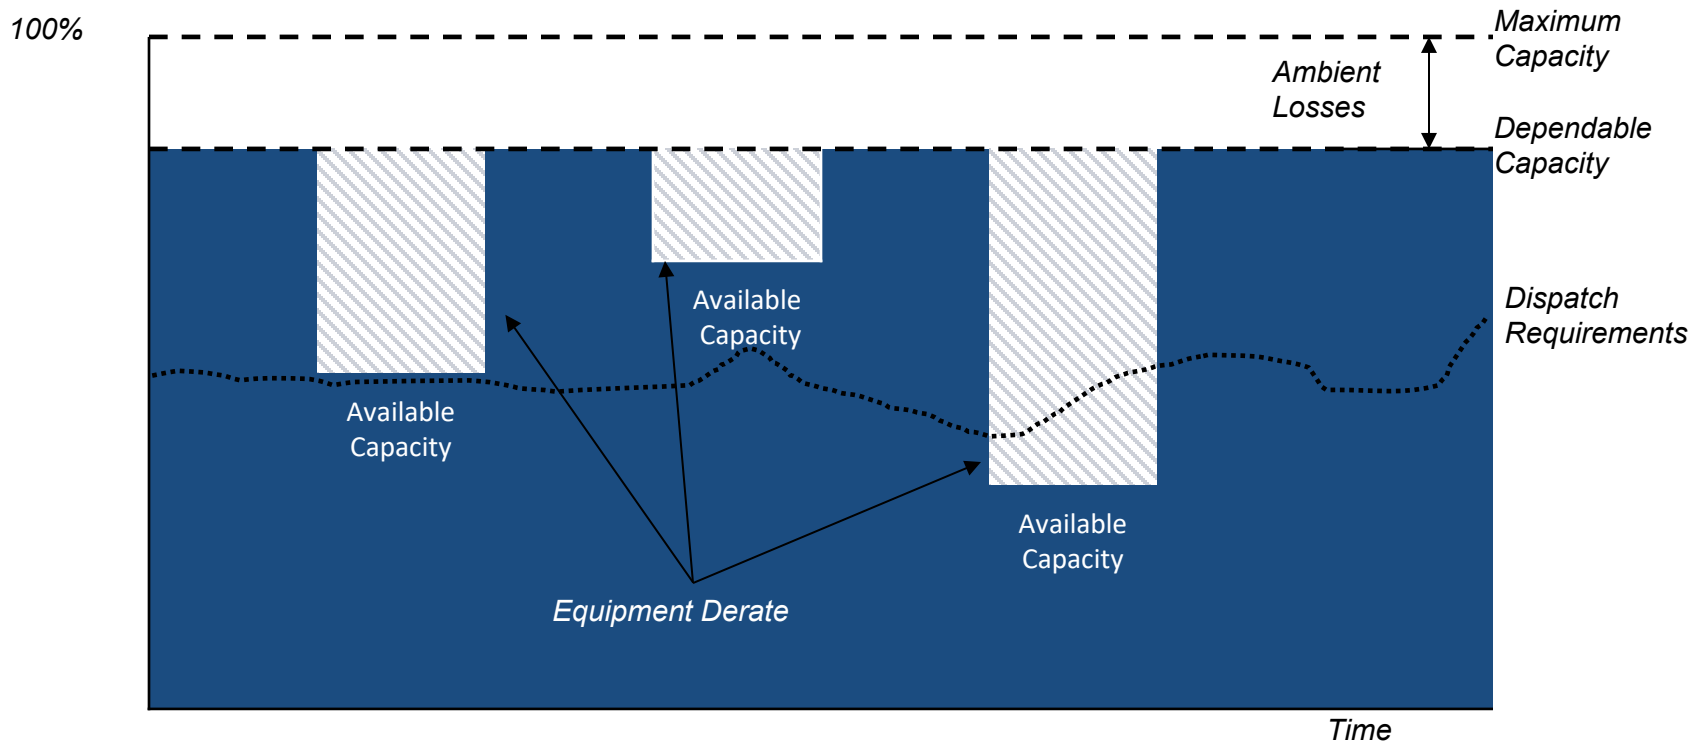 100%
Maximum
Capacity
Ambient
Losses
Dependable
Capacity
Available
Capacity
Dispatch
Requirements
Available
Capacity
Available
Capacity
Equipment Derate
Time